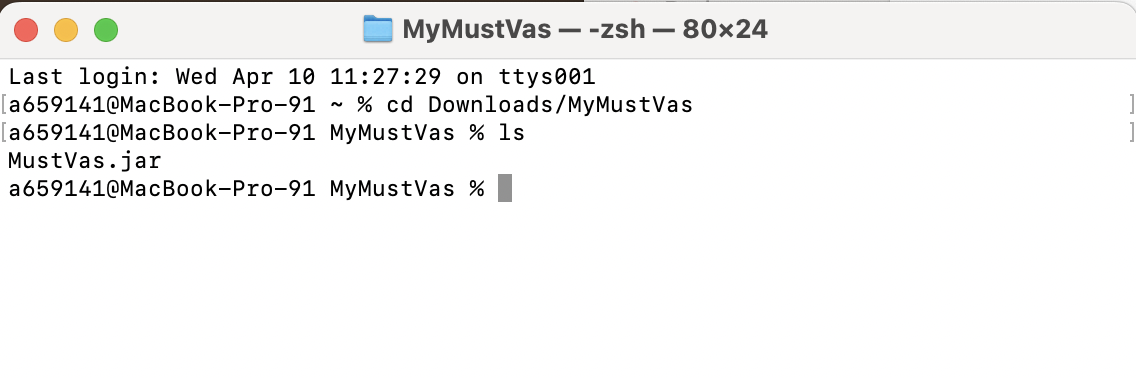 MyMustVas — -zsh — 80×24
Last login: Wed Apr 10 11:27:29 on ttys001
[a659141@MacBook-Pro-91 ~ % cd Downloads/MyMustVas ]
[a659141@MacBook-Pro-91 MyMustVas % ls ]
MustVas.jar
a659141@MacBook-Pro-91 MyMustVas %